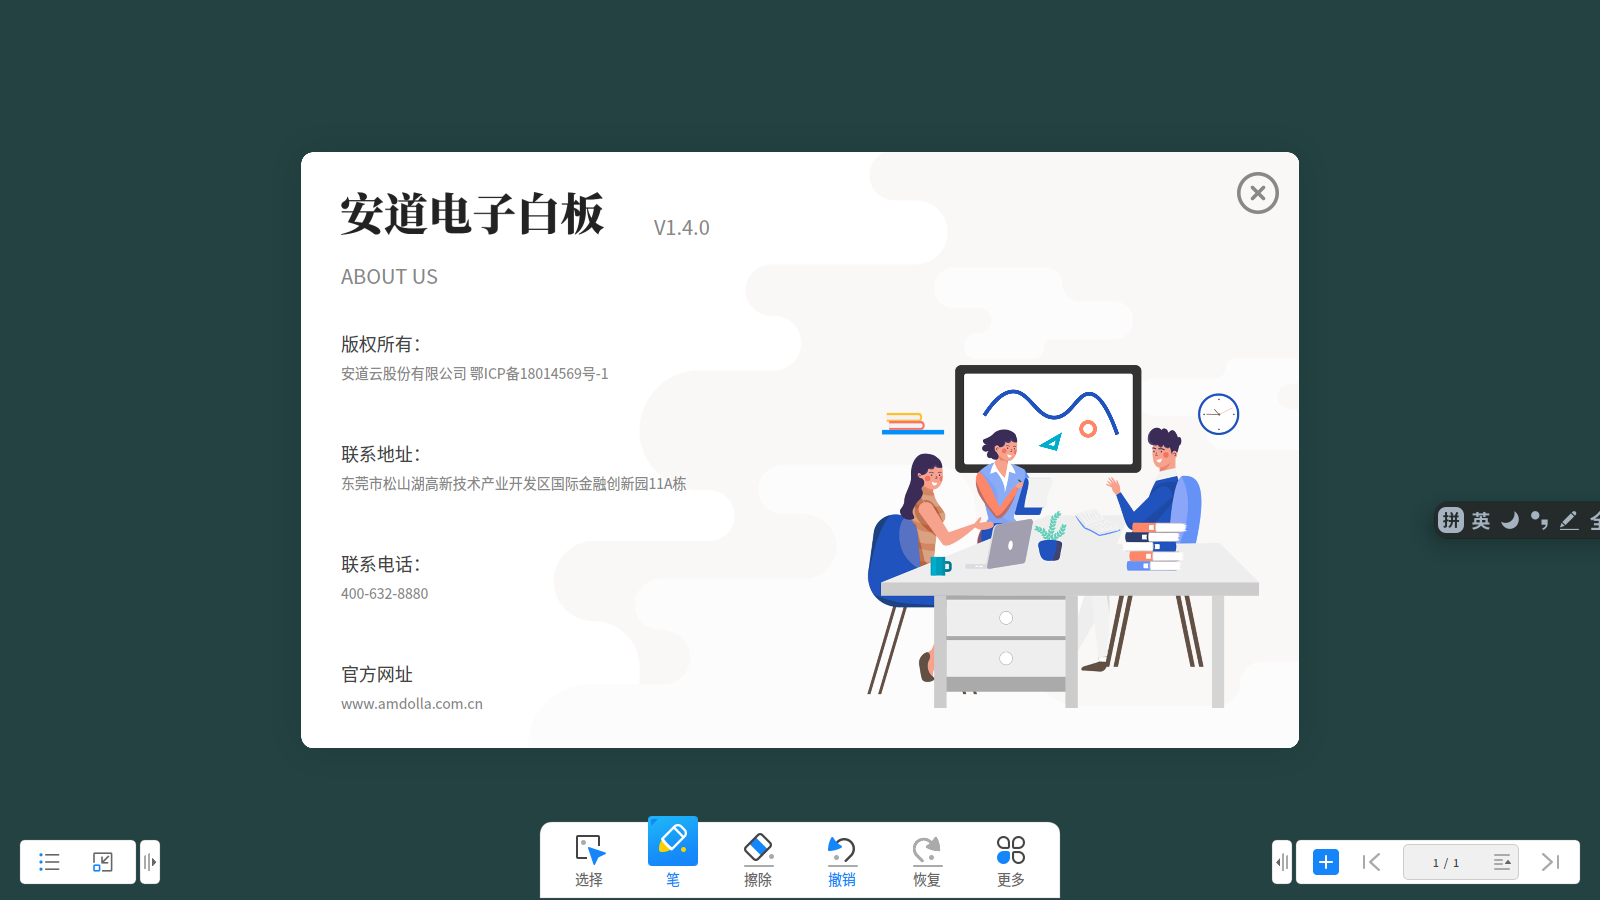 安道电子白板 V1.4.0
ABOUT US
版权所有：
安道云股份有限公司 鄂ICP备18014569号-1
联系地址：
东莞市松山湖高新技术产业开发区国际金融创新园11A栋
联系电话：
400-632-8880
官方网址
www.amdolla.com.cn
拼 英 全
选择 笔 擦除 撤销 恢复 更多
1 / 1